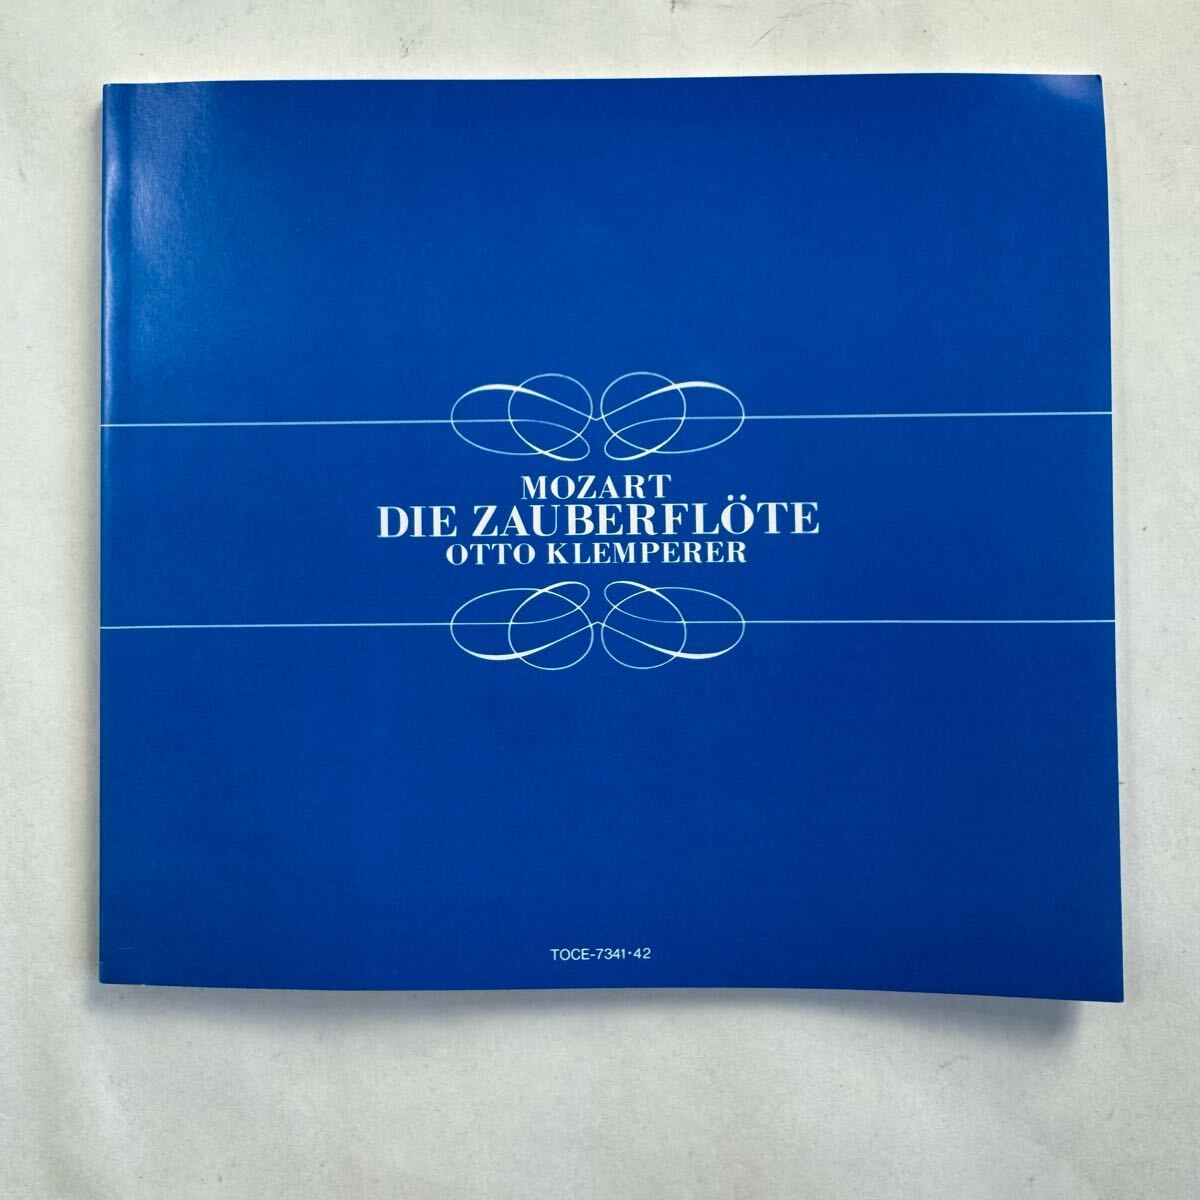 MOZART
DIE ZAUBERFLÖTE
OTTO KLEMPERER
TOCE-7341・42